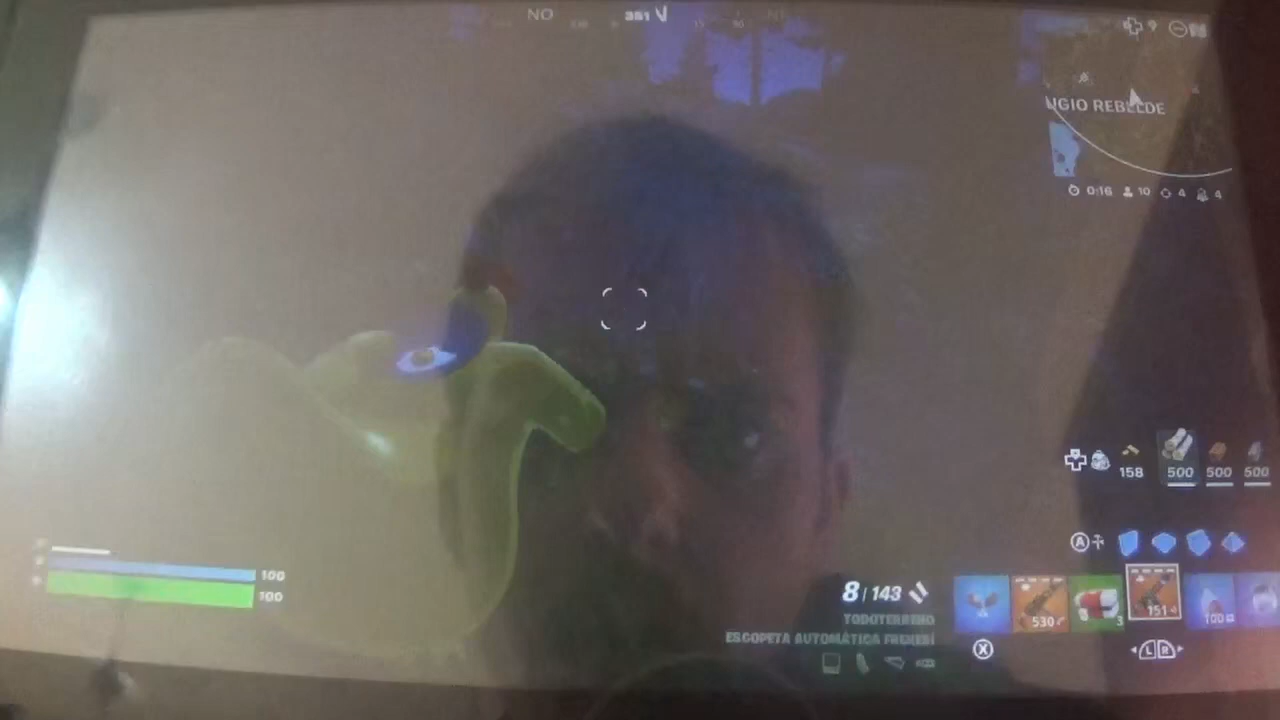 NO 351 N
UGIO REBELDE
0:16 10 4 4
158 500 500 500
A
100
100
8 | 143
TODOTERRENO
ESCOPETA AUTOMÁTICA FRENESÍ
530 3 151 100
X L R